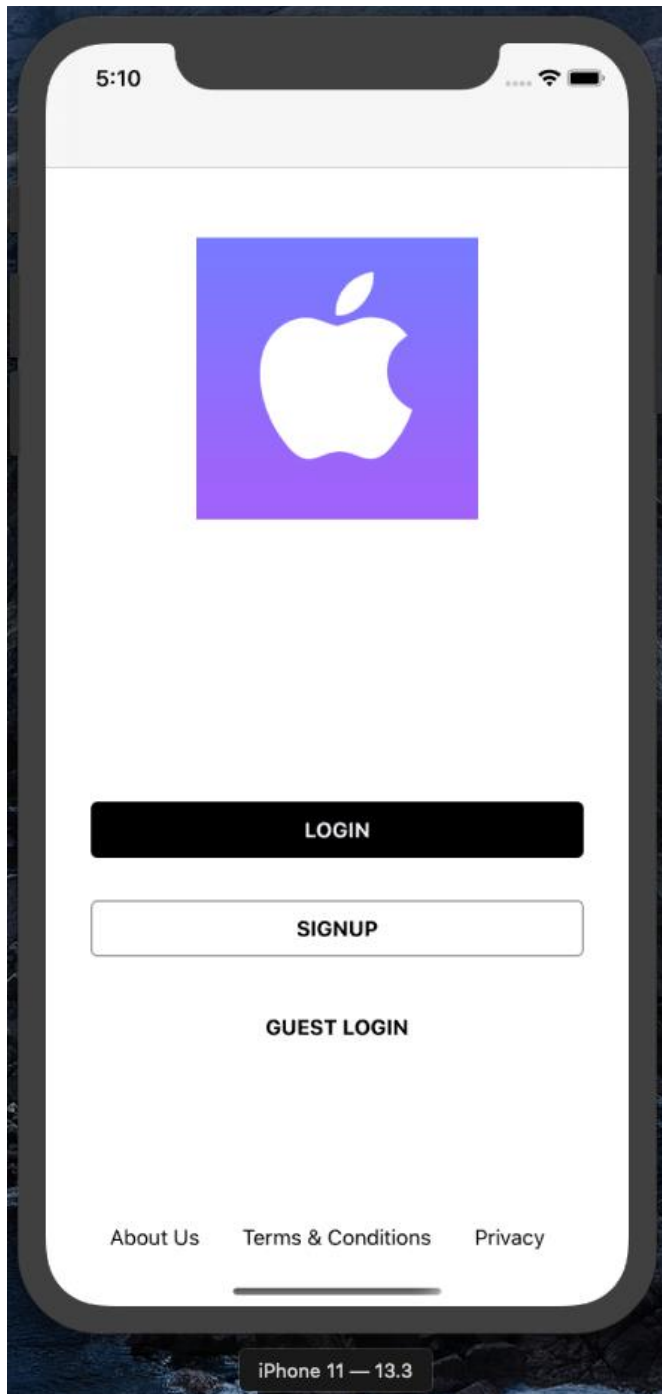 5:10
LOGIN
SIGNUP
GUEST LOGIN
About Us Terms & Conditions Privacy
iPhone 11 — 13.3